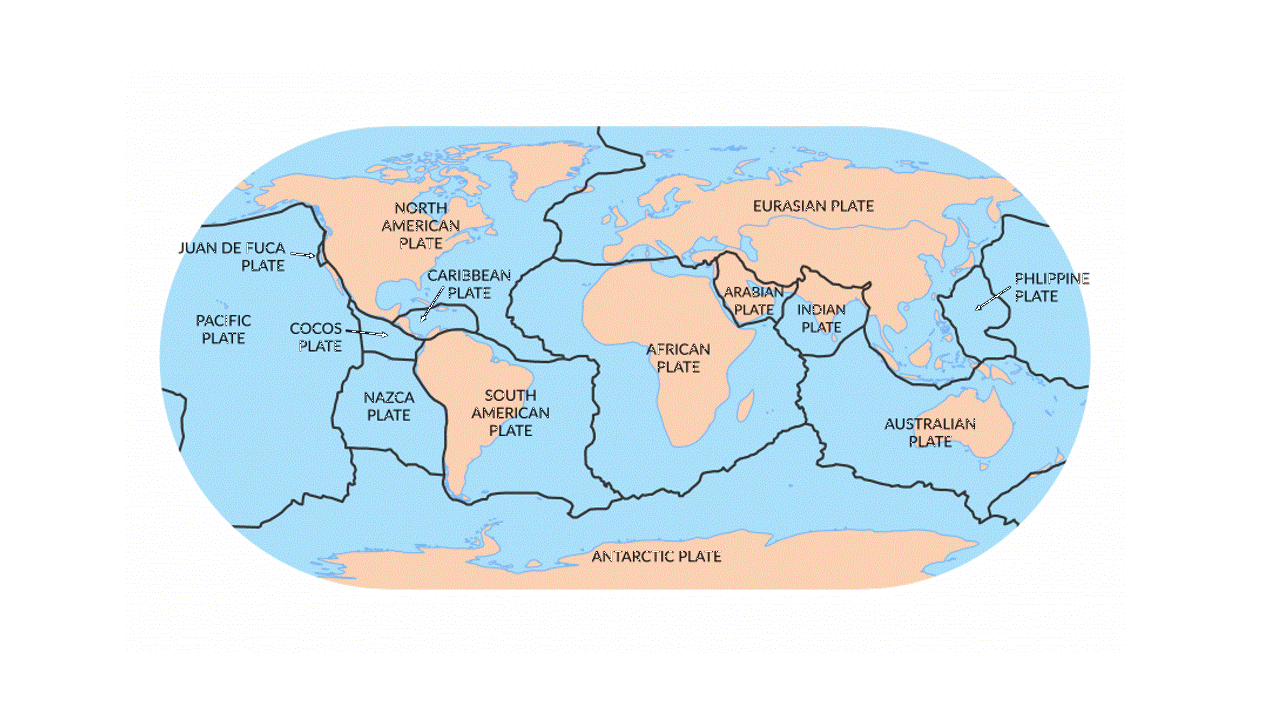 NORTH
AMERICAN
PLATE
EURASIAN PLATE
JUAN DE FUCA
PLATE
CARIBBEAN
PLATE
PHLIPPINE
PLATE
ARABIAN
PLATE
INDIAN
PLATE
PACIFIC
PLATE
COCOS
PLATE
AFRICAN
PLATE
NAZCA
PLATE
SOUTH
AMERICAN
PLATE
AUSTRALIAN
PLATE
ANTARCTIC PLATE